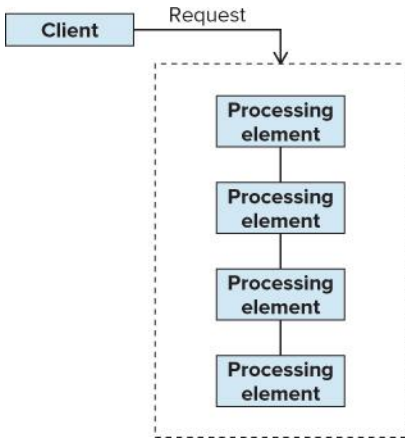 Request
Client
Processing
element
Processing
element
Processing
element
Processing
element